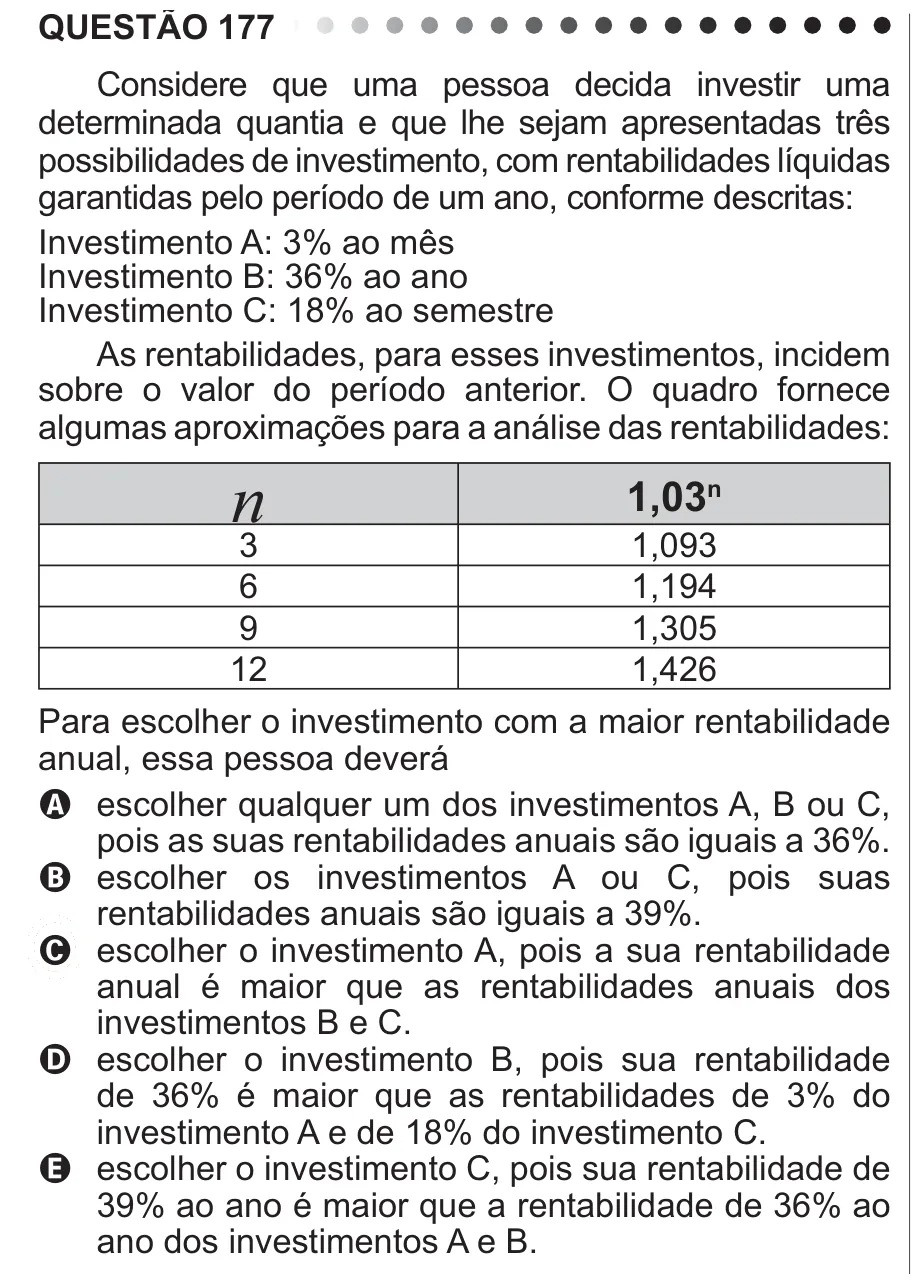 QUESTÃO 177
Considere que uma pessoa decida investir uma
determinada quantia e que lhe sejam apresentadas três
possibilidades de investimento, com rentabilidades líquidas
garantidas pelo período de um ano, conforme descritas:
Investimento A: 3% ao mês
Investimento B: 36% ao ano
Investimento C: 18% ao semestre
As rentabilidades, para esses investimentos, incidem
sobre o valor do período anterior. O quadro fornece
algumas aproximações para a análise das rentabilidades:
n 1,03ⁿ
3 1,093
6 1,194
9 1,305
12 1,426
Para escolher o investimento com a maior rentabilidade
anual, essa pessoa deverá
A escolher qualquer um dos investimentos A, B ou C,
pois as suas rentabilidades anuais são iguais a 36%.
B escolher os investimentos A ou C, pois suas
rentabilidades anuais são iguais a 39%.
C escolher o investimento A, pois a sua rentabilidade
anual é maior que as rentabilidades anuais dos
investimentos B e C.
D escolher o investimento B, pois sua rentabilidade
de 36% é maior que as rentabilidades de 3% do
investimento A e de 18% do investimento C.
E escolher o investimento C, pois sua rentabilidade de
39% ao ano é maior que a rentabilidade de 36% ao
ano dos investimentos A e B.